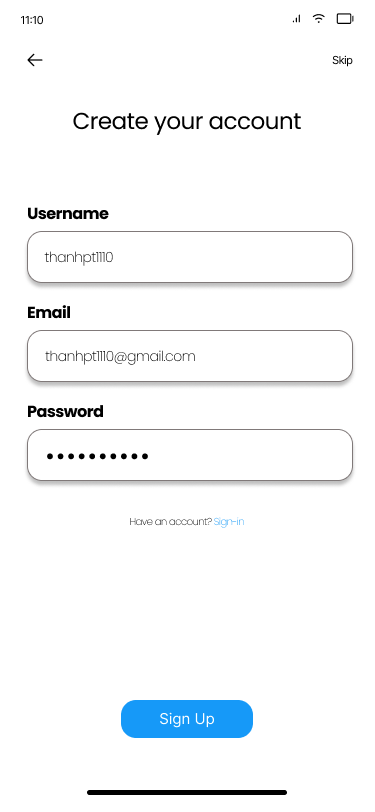 11:10
Skip
Create your account
Username
thanhpt1110
Email
thanhpt1110@gmail.com
Password
••••••••••
Have an account? Sign-in
Sign Up